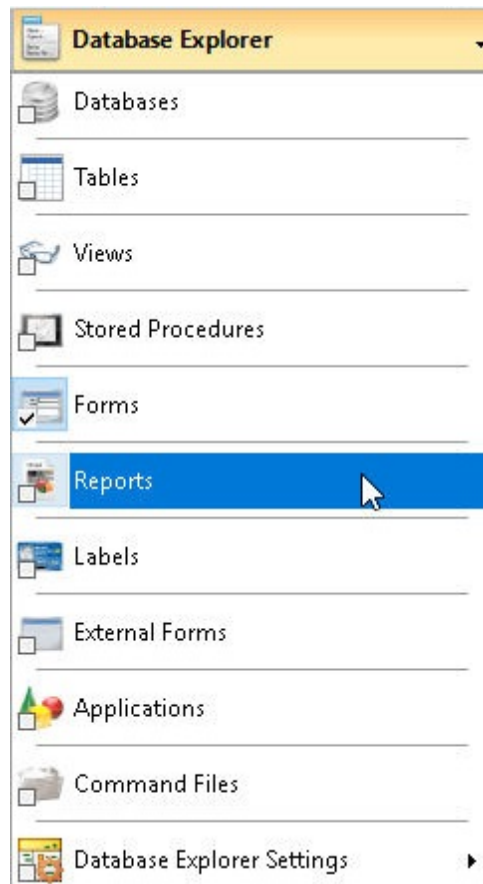 Database Explorer
Databases
Tables
Views
Stored Procedures
Forms
Reports
Labels
External Forms
Applications
Command Files
Database Explorer Settings